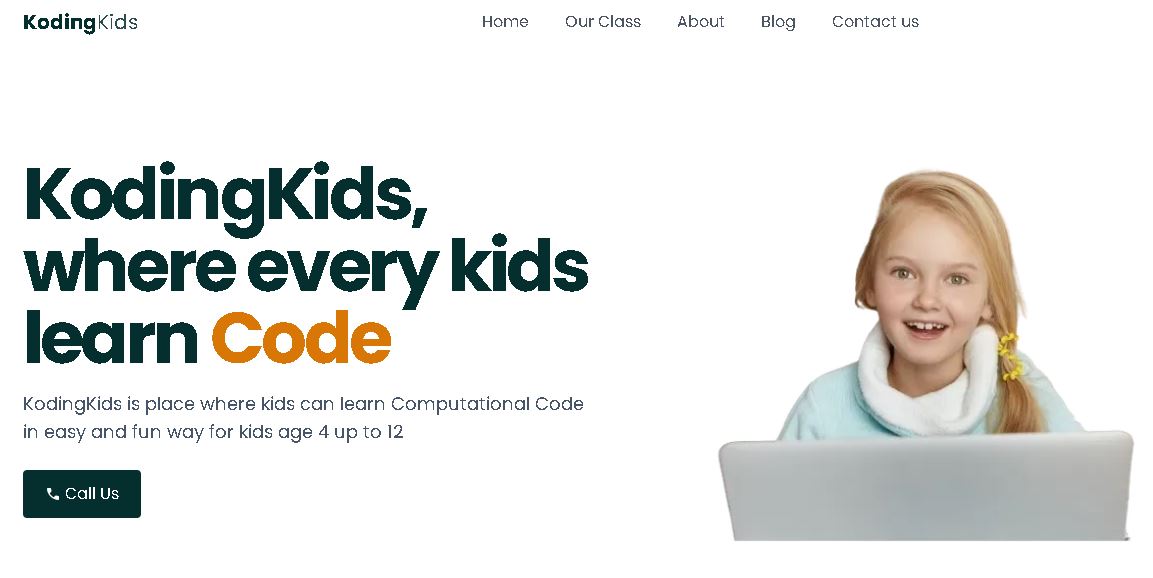 KodingKids
Home Our Class About Blog Contact us
KodingKids,
where every kids
learn Code
KodingKids is place where kids can learn Computational Code
in easy and fun way for kids age 4 up to 12
Call Us